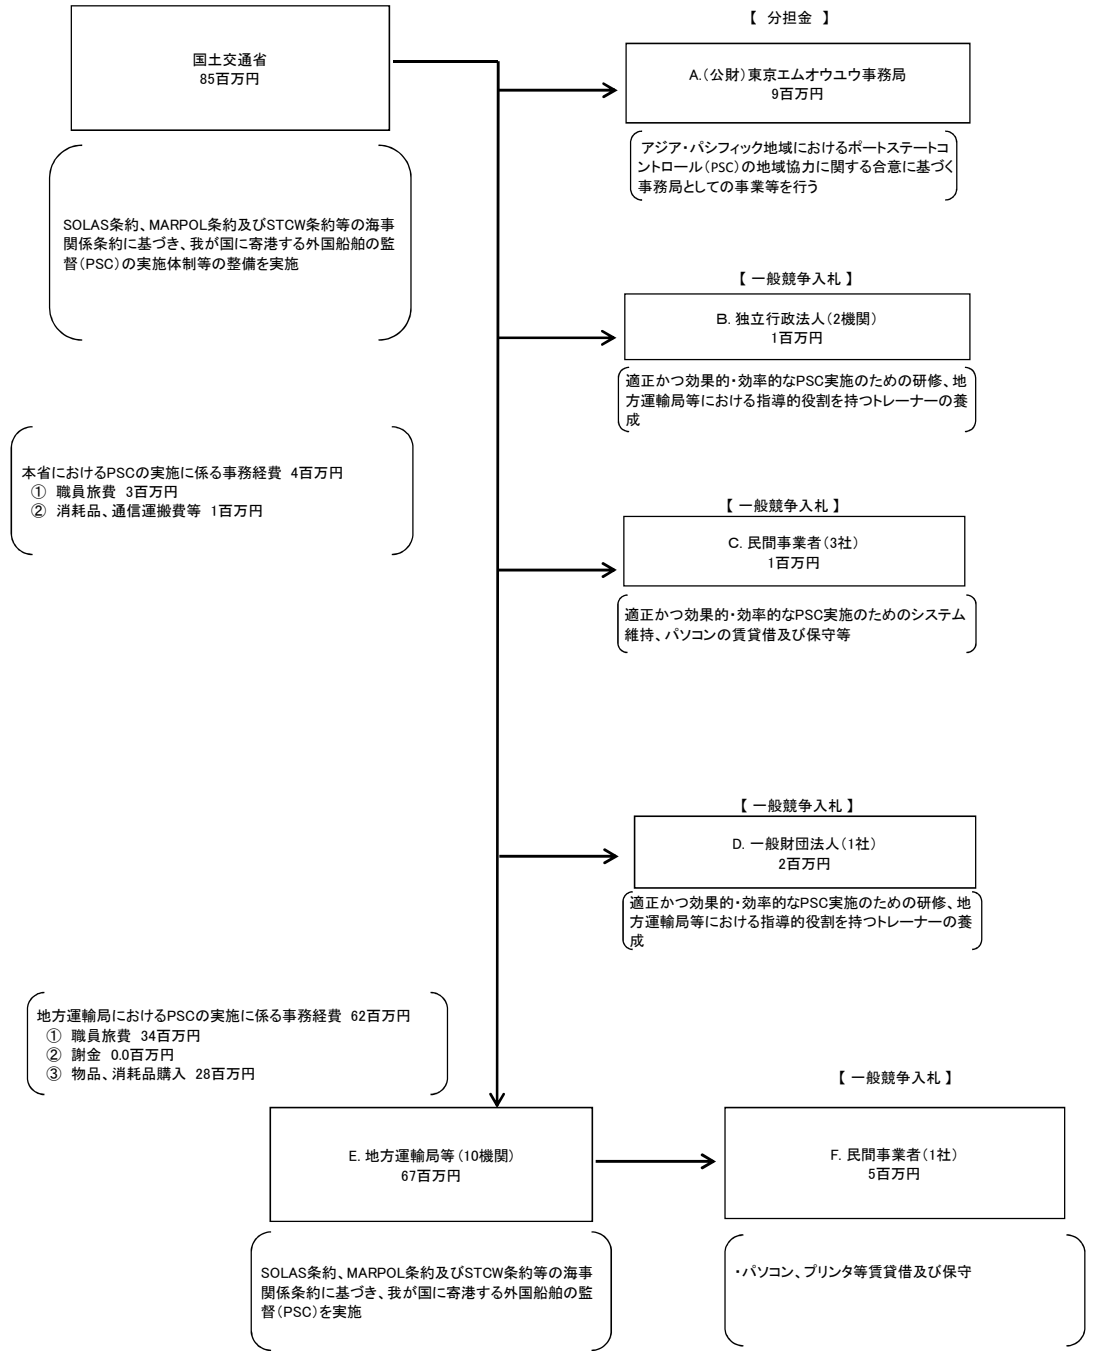 国土交通省
85百万円
SOLAS条約、MARPOL条約及びSTCW条約等の海事
関係条約に基づき、我が国に寄港する外国船舶の監
督（PSC）の実施体制等の整備を実施
【 分担金 】
A.（公財）東京エムオウユウ事務局
9百万円
アジア・パシフィック地域におけるポートステートコ
ントロール（PSC）の地域協力に関する合意に基づく
事務局としての事業等を行う
【 一般競争入札 】
B. 独立行政法人（2機関）
1百万円
適正かつ効果的・効率的なPSC実施のための研修、地
方運輸局等における指導的役割を持つトレーナーの養
成
本省におけるPSCの実施に係る事務経費 4百万円
① 職員旅費 3百万円
② 消耗品、通信運搬費等 1百万円
【 一般競争入札 】
C. 民間事業者（3社）
1百万円
適正かつ効果的・効率的なPSC実施のためのシステム
維持、パソコンの賃貸借及び保守等
【 一般競争入札 】
D. 一般財団法人（1社）
2百万円
適正かつ効果的・効率的なPSC実施のための研修、地
方運輸局等における指導的役割を持つトレーナーの養
成
地方運輸局におけるPSCの実施に係る事務経費 62百万円
① 職員旅費 34百万円
② 謝金 0.0百万円
③ 物品、消耗品購入 28百万円
E. 地方運輸局等（10機関）
67百万円
SOLAS条約、MARPOL条約及びSTCW条約等の海事
関係条約に基づき、我が国に寄港する外国船舶の監
督（PSC）を実施
【 一般競争入札 】
F. 民間事業者（1社）
5百万円
・パソコン、プリンタ等賃貸借及び保守